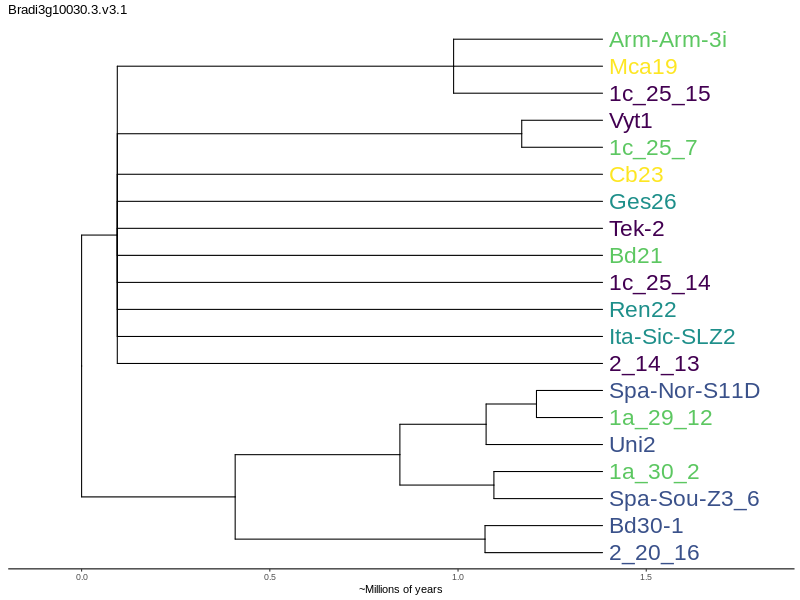 Bradi3g10030.3.v3.1
Arm-Arm-3i
Mca19
1c_25_15
Vyt1
1c_25_7
Cb23
Ges26
Tek-2
Bd21
1c_25_14
Ren22
Ita-Sic-SLZ2
2_14_13
Spa-Nor-S11D
1a_29_12
Uni2
1a_30_2
Spa-Sou-Z3_6
Bd30-1
2_20_16
0.0 0.5 1.0 1.5
~Millions of years